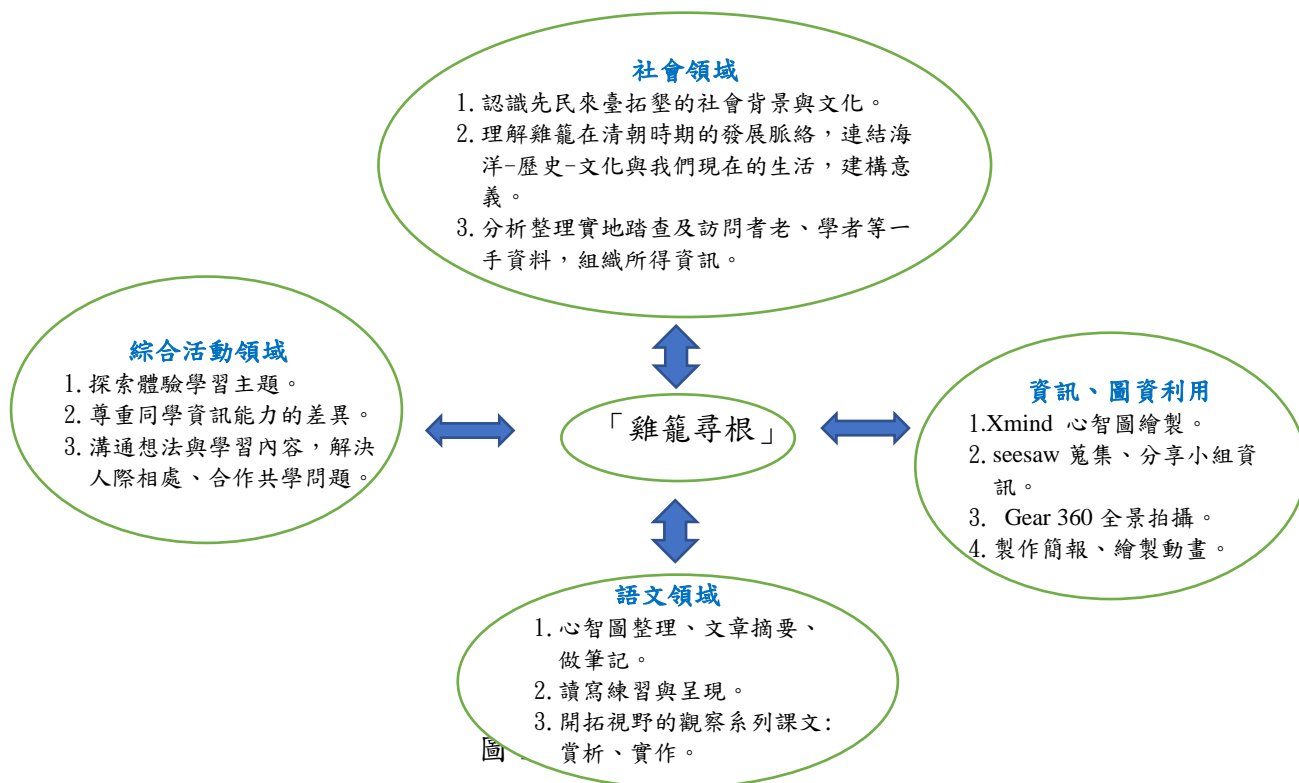 社會領域
1. 認識先民來臺拓墾的社會背景與文化。
2. 理解雞籠在清朝時期的發展脈絡，連結海
洋-歷史-文化與我們現在的生活，建構意
義。
3. 分析整理實地踏查及訪問耆老、學者等一
手資料，組織所得資訊。
綜合活動領域
1. 探索體驗學習主題。
2. 尊重同學資訊能力的差異。
3. 溝通想法與學習內容，解決
人際相處、合作共學問題。
「雞籠尋根」
資訊、圖資利用
1.Xmind 心智圖繪製。
2. seesaw 蒐集、分享小組資
訊。
3. Gear 360 全景拍攝。
4. 製作簡報、繪製動畫。
語文領域
1. 心智圖整理、文章摘要、
做筆記。
2. 讀寫練習與呈現。
3. 開拓視野的觀察系列課文:
賞析、實作。
圖